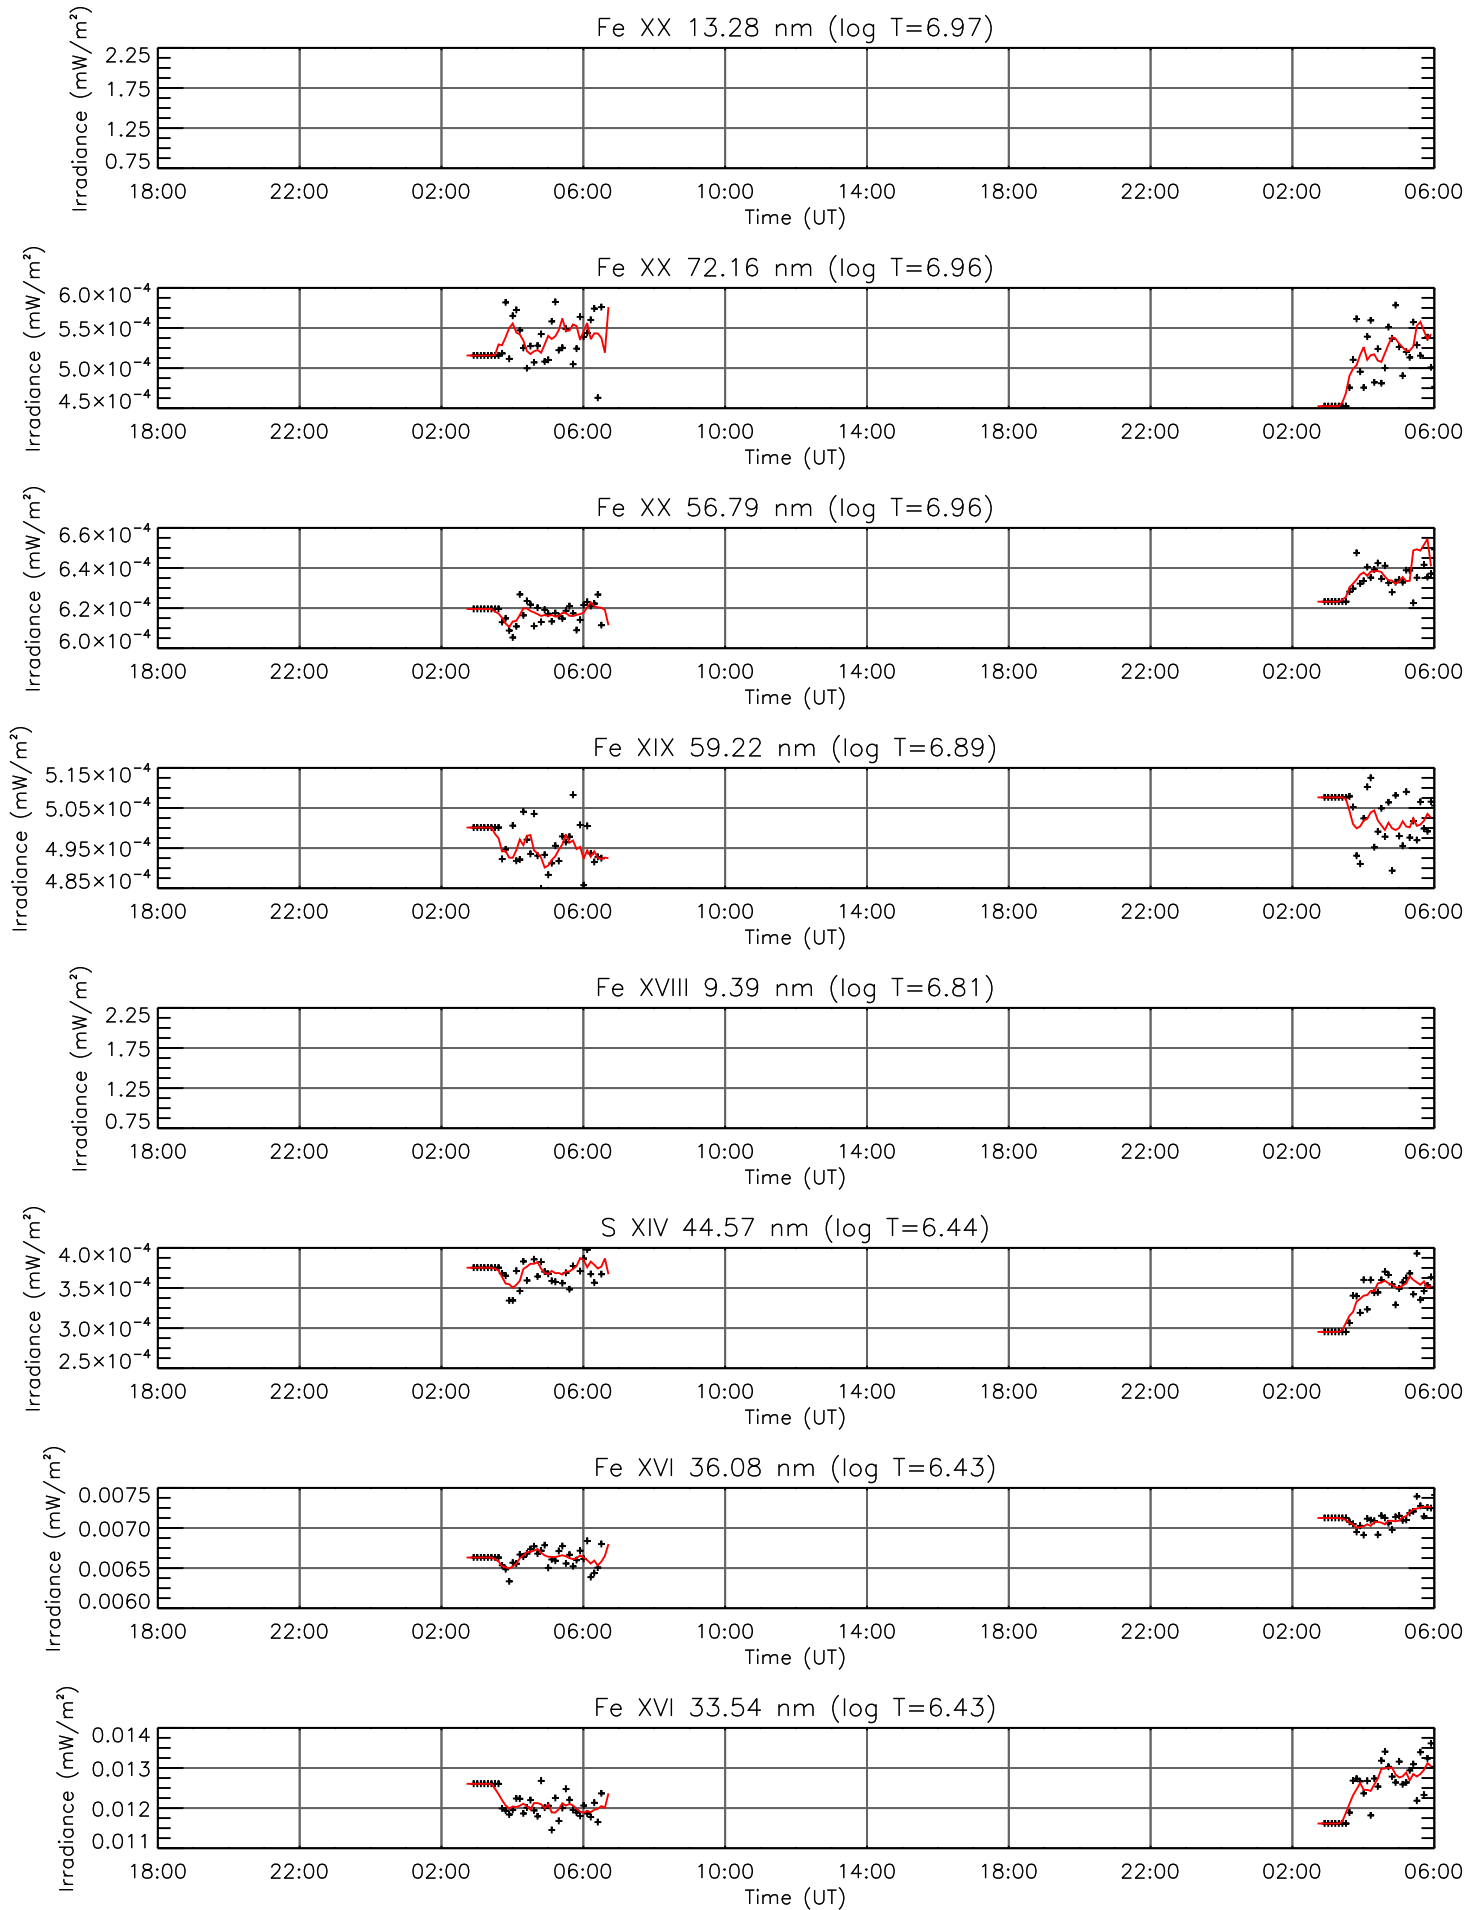 Fe XX 13.28 nm (log T=6.97)
Irradiance (mW/m²)
2.25
1.75
1.25
0.75
18:00 22:00 02:00 06:00 10:00 14:00 18:00 22:00 02:00 06:00
Time (UT)
Fe XX 72.16 nm (log T=6.96)
Irradiance (mW/m²)
6.0×10⁻⁴
5.5×10⁻⁴
5.0×10⁻⁴
4.5×10⁻⁴
18:00 22:00 02:00 06:00 10:00 14:00 18:00 22:00 02:00 06:00
Time (UT)
Fe XX 56.79 nm (log T=6.96)
Irradiance (mW/m²)
6.6×10⁻⁴
6.4×10⁻⁴
6.2×10⁻⁴
6.0×10⁻⁴
18:00 22:00 02:00 06:00 10:00 14:00 18:00 22:00 02:00 06:00
Time (UT)
Fe XIX 59.22 nm (log T=6.89)
Irradiance (mW/m²)
5.15×10⁻⁴
5.05×10⁻⁴
4.95×10⁻⁴
4.85×10⁻⁴
18:00 22:00 02:00 06:00 10:00 14:00 18:00 22:00 02:00 06:00
Time (UT)
Fe XVIII 9.39 nm (log T=6.81)
Irradiance (mW/m²)
2.25
1.75
1.25
0.75
18:00 22:00 02:00 06:00 10:00 14:00 18:00 22:00 02:00 06:00
Time (UT)
S XIV 44.57 nm (log T=6.44)
Irradiance (mW/m²)
4.0×10⁻⁴
3.5×10⁻⁴
3.0×10⁻⁴
2.5×10⁻⁴
18:00 22:00 02:00 06:00 10:00 14:00 18:00 22:00 02:00 06:00
Time (UT)
Fe XVI 36.08 nm (log T=6.43)
Irradiance (mW/m²)
0.0075
0.0070
0.0065
0.0060
18:00 22:00 02:00 06:00 10:00 14:00 18:00 22:00 02:00 06:00
Time (UT)
Fe XVI 33.54 nm (log T=6.43)
Irradiance (mW/m²)
0.014
0.013
0.012
0.011
18:00 22:00 02:00 06:00 10:00 14:00 18:00 22:00 02:00 06:00
Time (UT)